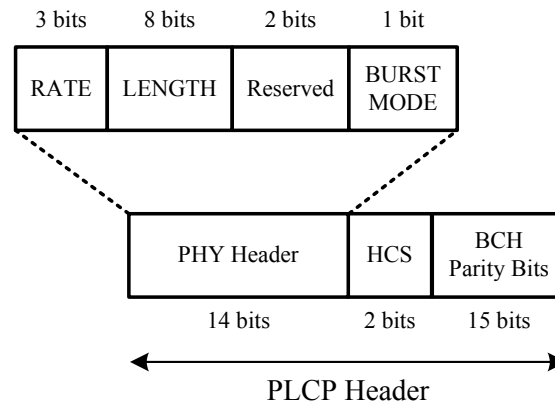 3 bits 8 bits 2 bits 1 bit
RATE LENGTH Reserved BURST MODE
PHY Header HCS BCH Parity Bits
14 bits 2 bits 15 bits
PLCP Header